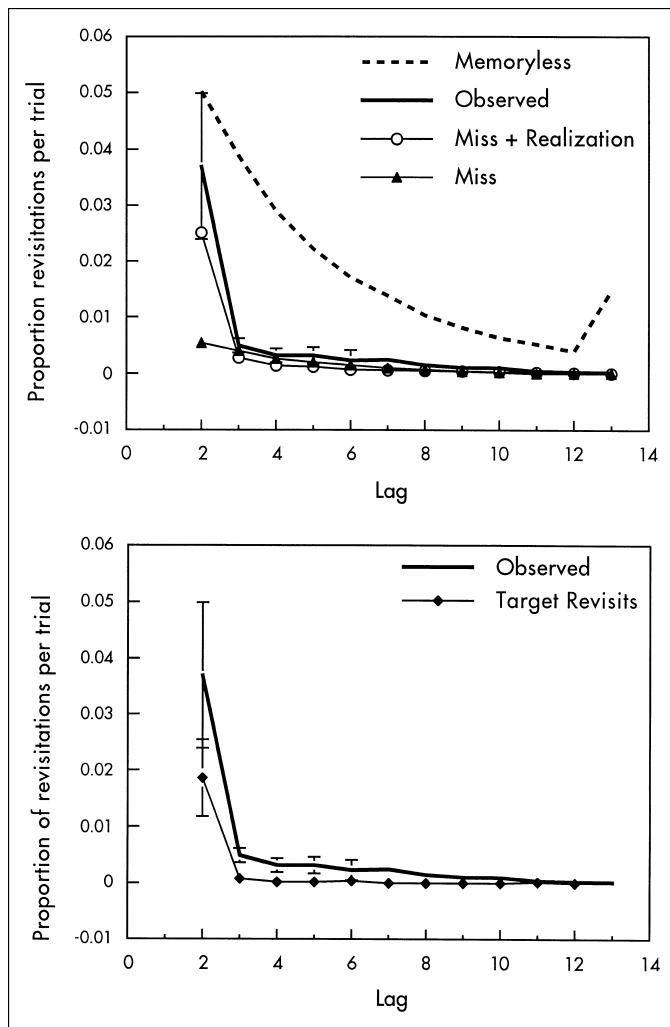 0.06
0.05
0.04
0.03
0.02
0.01
0
-0.01
Proportion revisitations per trial
Memoryless
Observed
Miss + Realization
Miss
0 2 4 6 8 10 12 14
Lag
0.06
0.05
0.04
0.03
0.02
0.01
0
-0.01
Proportion of revisitations per trial
Observed
Target Revisits
0 2 4 6 8 10 12 14
Lag